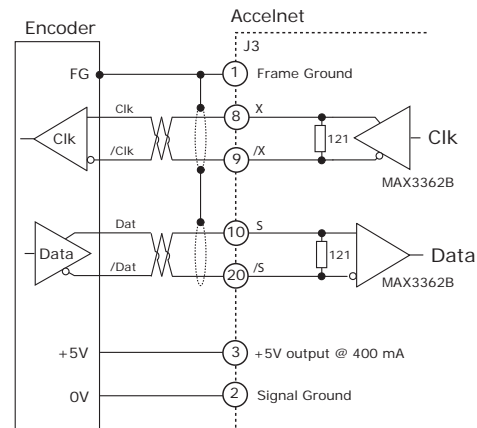 Accelnet
Encoder
J3
FG
1
Frame Ground
Clk
8
X
Clk
121
Clk
/Clk
9
/X
MAX3362B
Dat
10
S
Data
121
Data
/Dat
20
/S
MAX3362B
+5V
3
+5V output @ 400 mA
0V
2
Signal Ground